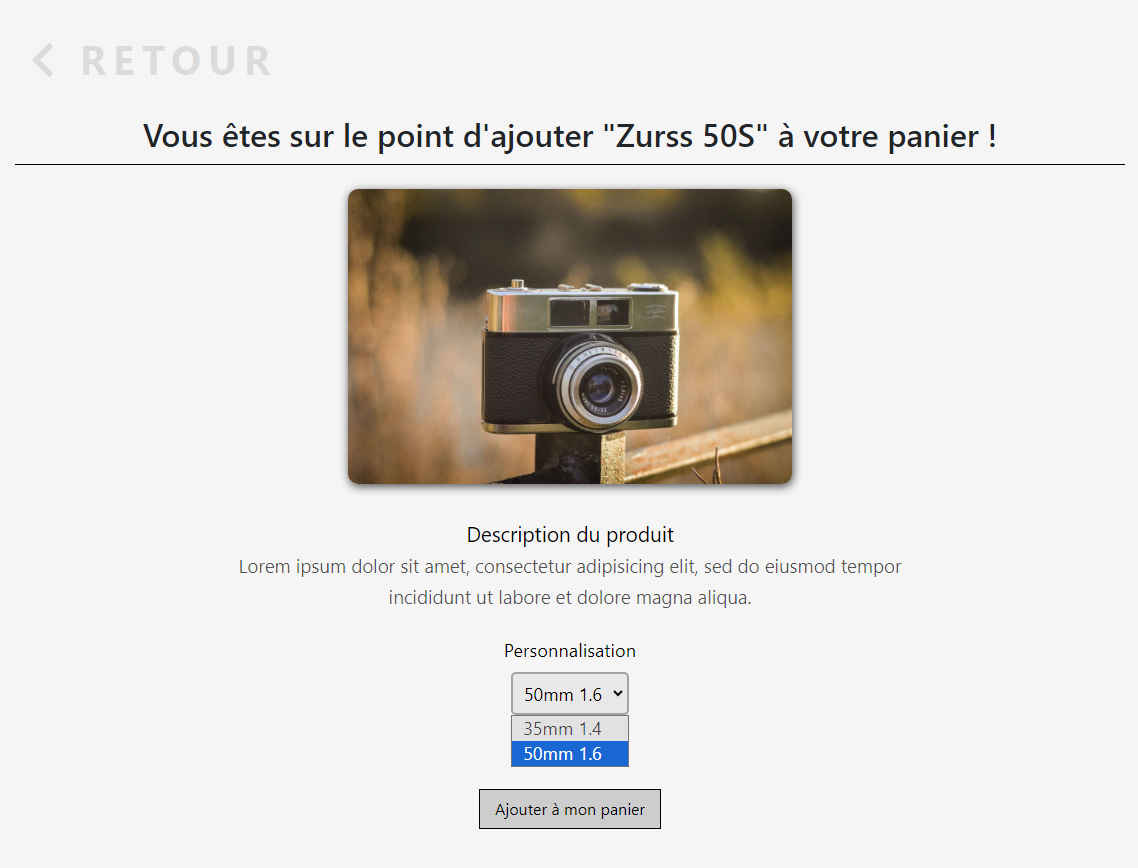 RETOUR
Vous êtes sur le point d'ajouter "Zurss 50S" à votre panier !
Description du produit
Lorem ipsum dolor sit amet, consectetur adipisicing elit, sed do eiusmod tempor
incididunt ut labore et dolore magna aliqua.
Personnalisation
50mm 1.6
35mm 1.4
50mm 1.6
Ajouter à mon panier